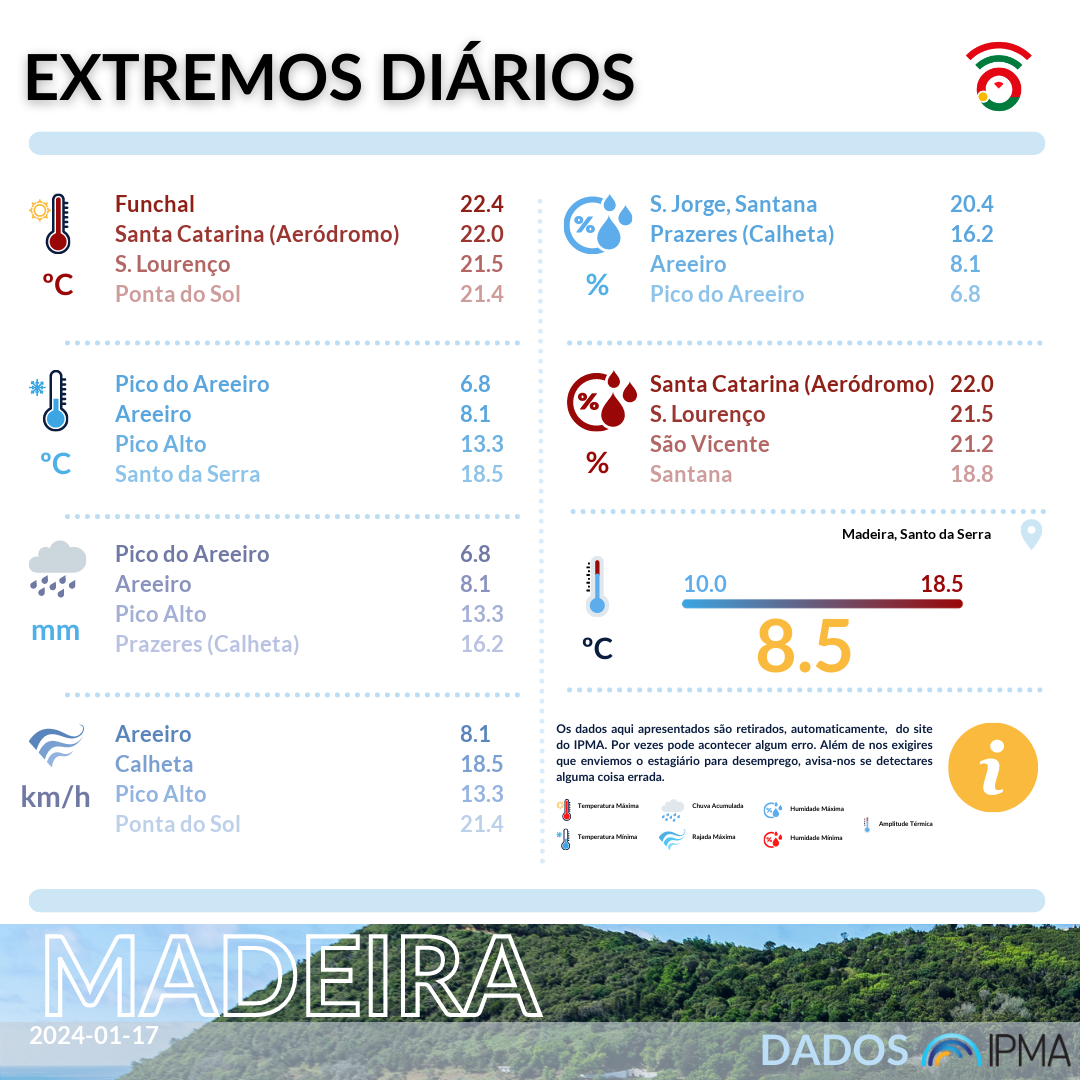 EXTREMOS DIÁRIOS
Funchal 22.4
Santa Catarina (Aeródromo) 22.0
S. Lourenço 21.5
Ponta do Sol 21.4
ºC
Pico do Areeiro 6.8
Areeiro 8.1
Pico Alto 13.3
Santo da Serra 18.5
ºC
Pico do Areeiro 6.8
Areeiro 8.1
Pico Alto 13.3
Prazeres (Calheta) 16.2
mm
Areeiro 8.1
Calheta 18.5
Pico Alto 13.3
Ponta do Sol 21.4
km/h
%
S. Jorge, Santana 20.4
Prazeres (Calheta) 16.2
Areeiro 8.1
Pico do Areeiro 6.8
%
%
Santa Catarina (Aeródromo) 22.0
S. Lourenço 21.5
São Vicente 21.2
Santana 18.8
%
Madeira, Santo da Serra
10.0 18.5
8.5
ºC
Os dados aqui apresentados são retirados, automaticamente, do site
do IPMA. Por vezes pode acontecer algum erro. Além de nos exigires
que enviemos o estagiário para desemprego, avisa-nos se detectares
alguma coisa errada.
i
Temperatura Máxima Chuva Acumulada Humidade Máxima
Amplitude Térmica
Temperatura Mínima Rajada Máxima Humidade Mínima
MADEIRA
2024-01-17
DADOS IPMA